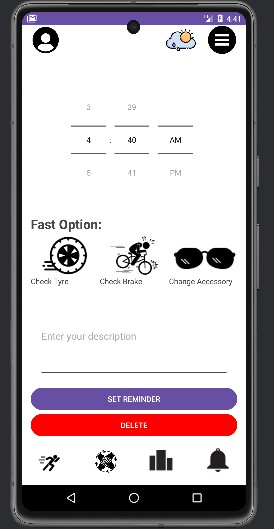 4:41
3 39
4 : 40 AM
5 41 PM
Fast Option:
Check Tyre Check Brake Change Accessory
Enter your description
SET REMINDER
DELETE